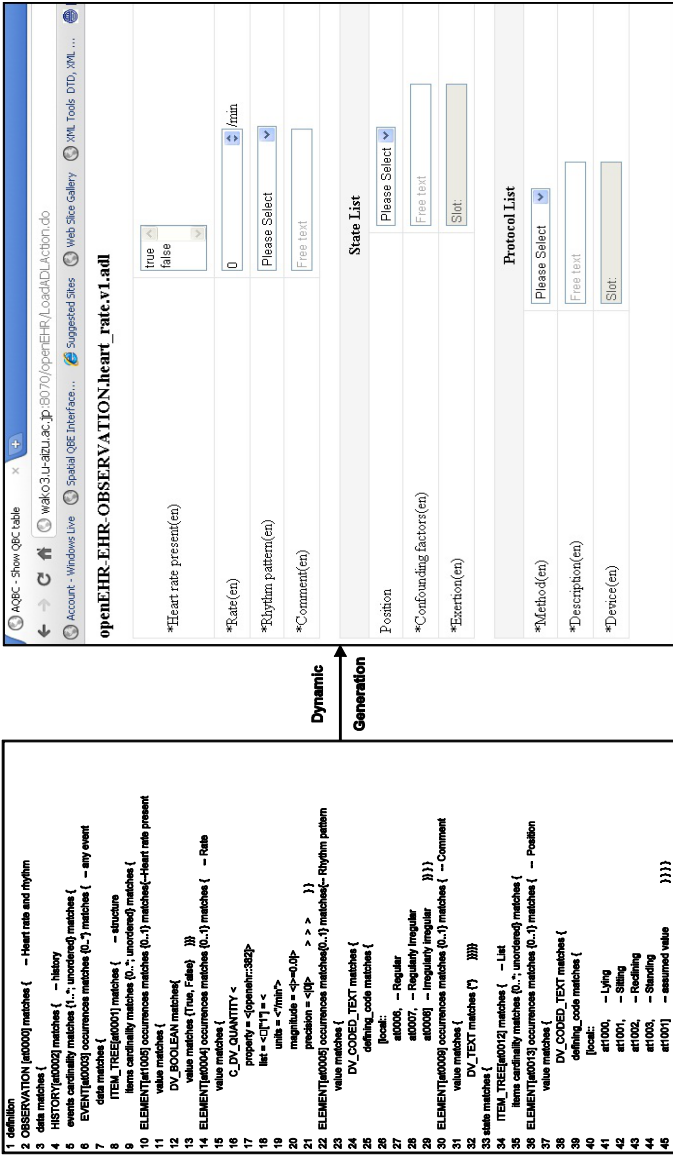 1 definition
2 OBSERVATION [at0000] matches { -- Heart rate and rhythm
3 data matches {
4 HISTORY[at0002] matches { -- history
5 events cardinality matches {1..*; unordered} matches {
6 EVENT[at0003] occurrences matches {0..*} matches { -- any event
7 data matches {
8 ITEM_TREE[at0001] matches { -- structure
9 items cardinality matches {0..*; unordered} matches {
10 ELEMENT[at1005] occurrences matches {0..1} matches{--Heart rate present
11 value matches {
12 DV_BOOLEAN matches{
13 value matches {True, False} }}}
14 ELEMENT[at0004] occurrences matches {0..1} matches { -- Rate
15 value matches {
16 C_DV_QUANTITY <
17 property = <[openehr::382]>
18 list = <["1"] = <
19 units = <"/min">
20 magnitude = <|>=0.0|>
21 precision = <|0|> > > > }}
22 ELEMENT[at0005] occurrences matches{0..1} matches{-- Rhythm pattern
23 value matches {
24 DV_CODED_TEXT matches {
25 defining_code matches {
26 [local::
27 at0006, -- Regular
28 at0007, -- Regularly Irregular
29 at0008] -- Irregularly irregular }}}}
30 ELEMENT[at0009] occurrences matches {0..1} matches { -- Comment
31 value matches {
32 DV_TEXT matches {*} }}}}}
33 state matches {
34 ITEM_TREE[at0012] matches { -- List
35 items cardinality matches {0..*; unordered} matches {
36 ELEMENT[at0013] occurrences matches {0..1} matches { -- Position
37 value matches {
38 DV_CODED_TEXT matches {
39 defining_code matches {
40 [local::
41 at1000, -- Lying
42 at1001, -- Sitting
43 at1002, -- Reclining
44 at1003, -- Standing
45 at1001] -- assumed value }}}}
Dynamic
Generation
AQBC - Show QBC table
wako3.u-aizu.ac.jp:8070/openEHR/LoadADLAction.do
Account - Windows Live Spatial QBE Interface... Suggested Sites Web Slice Gallery XML Tools DTD, XML ...
openEHR-EHR-OBSERVATION.heart_rate.v1.adl
*Heart rate present(en) true
false
*Rate(en) 0 /min
*Rhythm pattern(en) Please Select
*Comment(en) Free text
State List
Position Please Select
*Confounding factors(en) Free text
*Exertion(en) Slot:
Protocol List
*Method(en) Please Select
*Description(en) Free text
*Device(en) Slot: